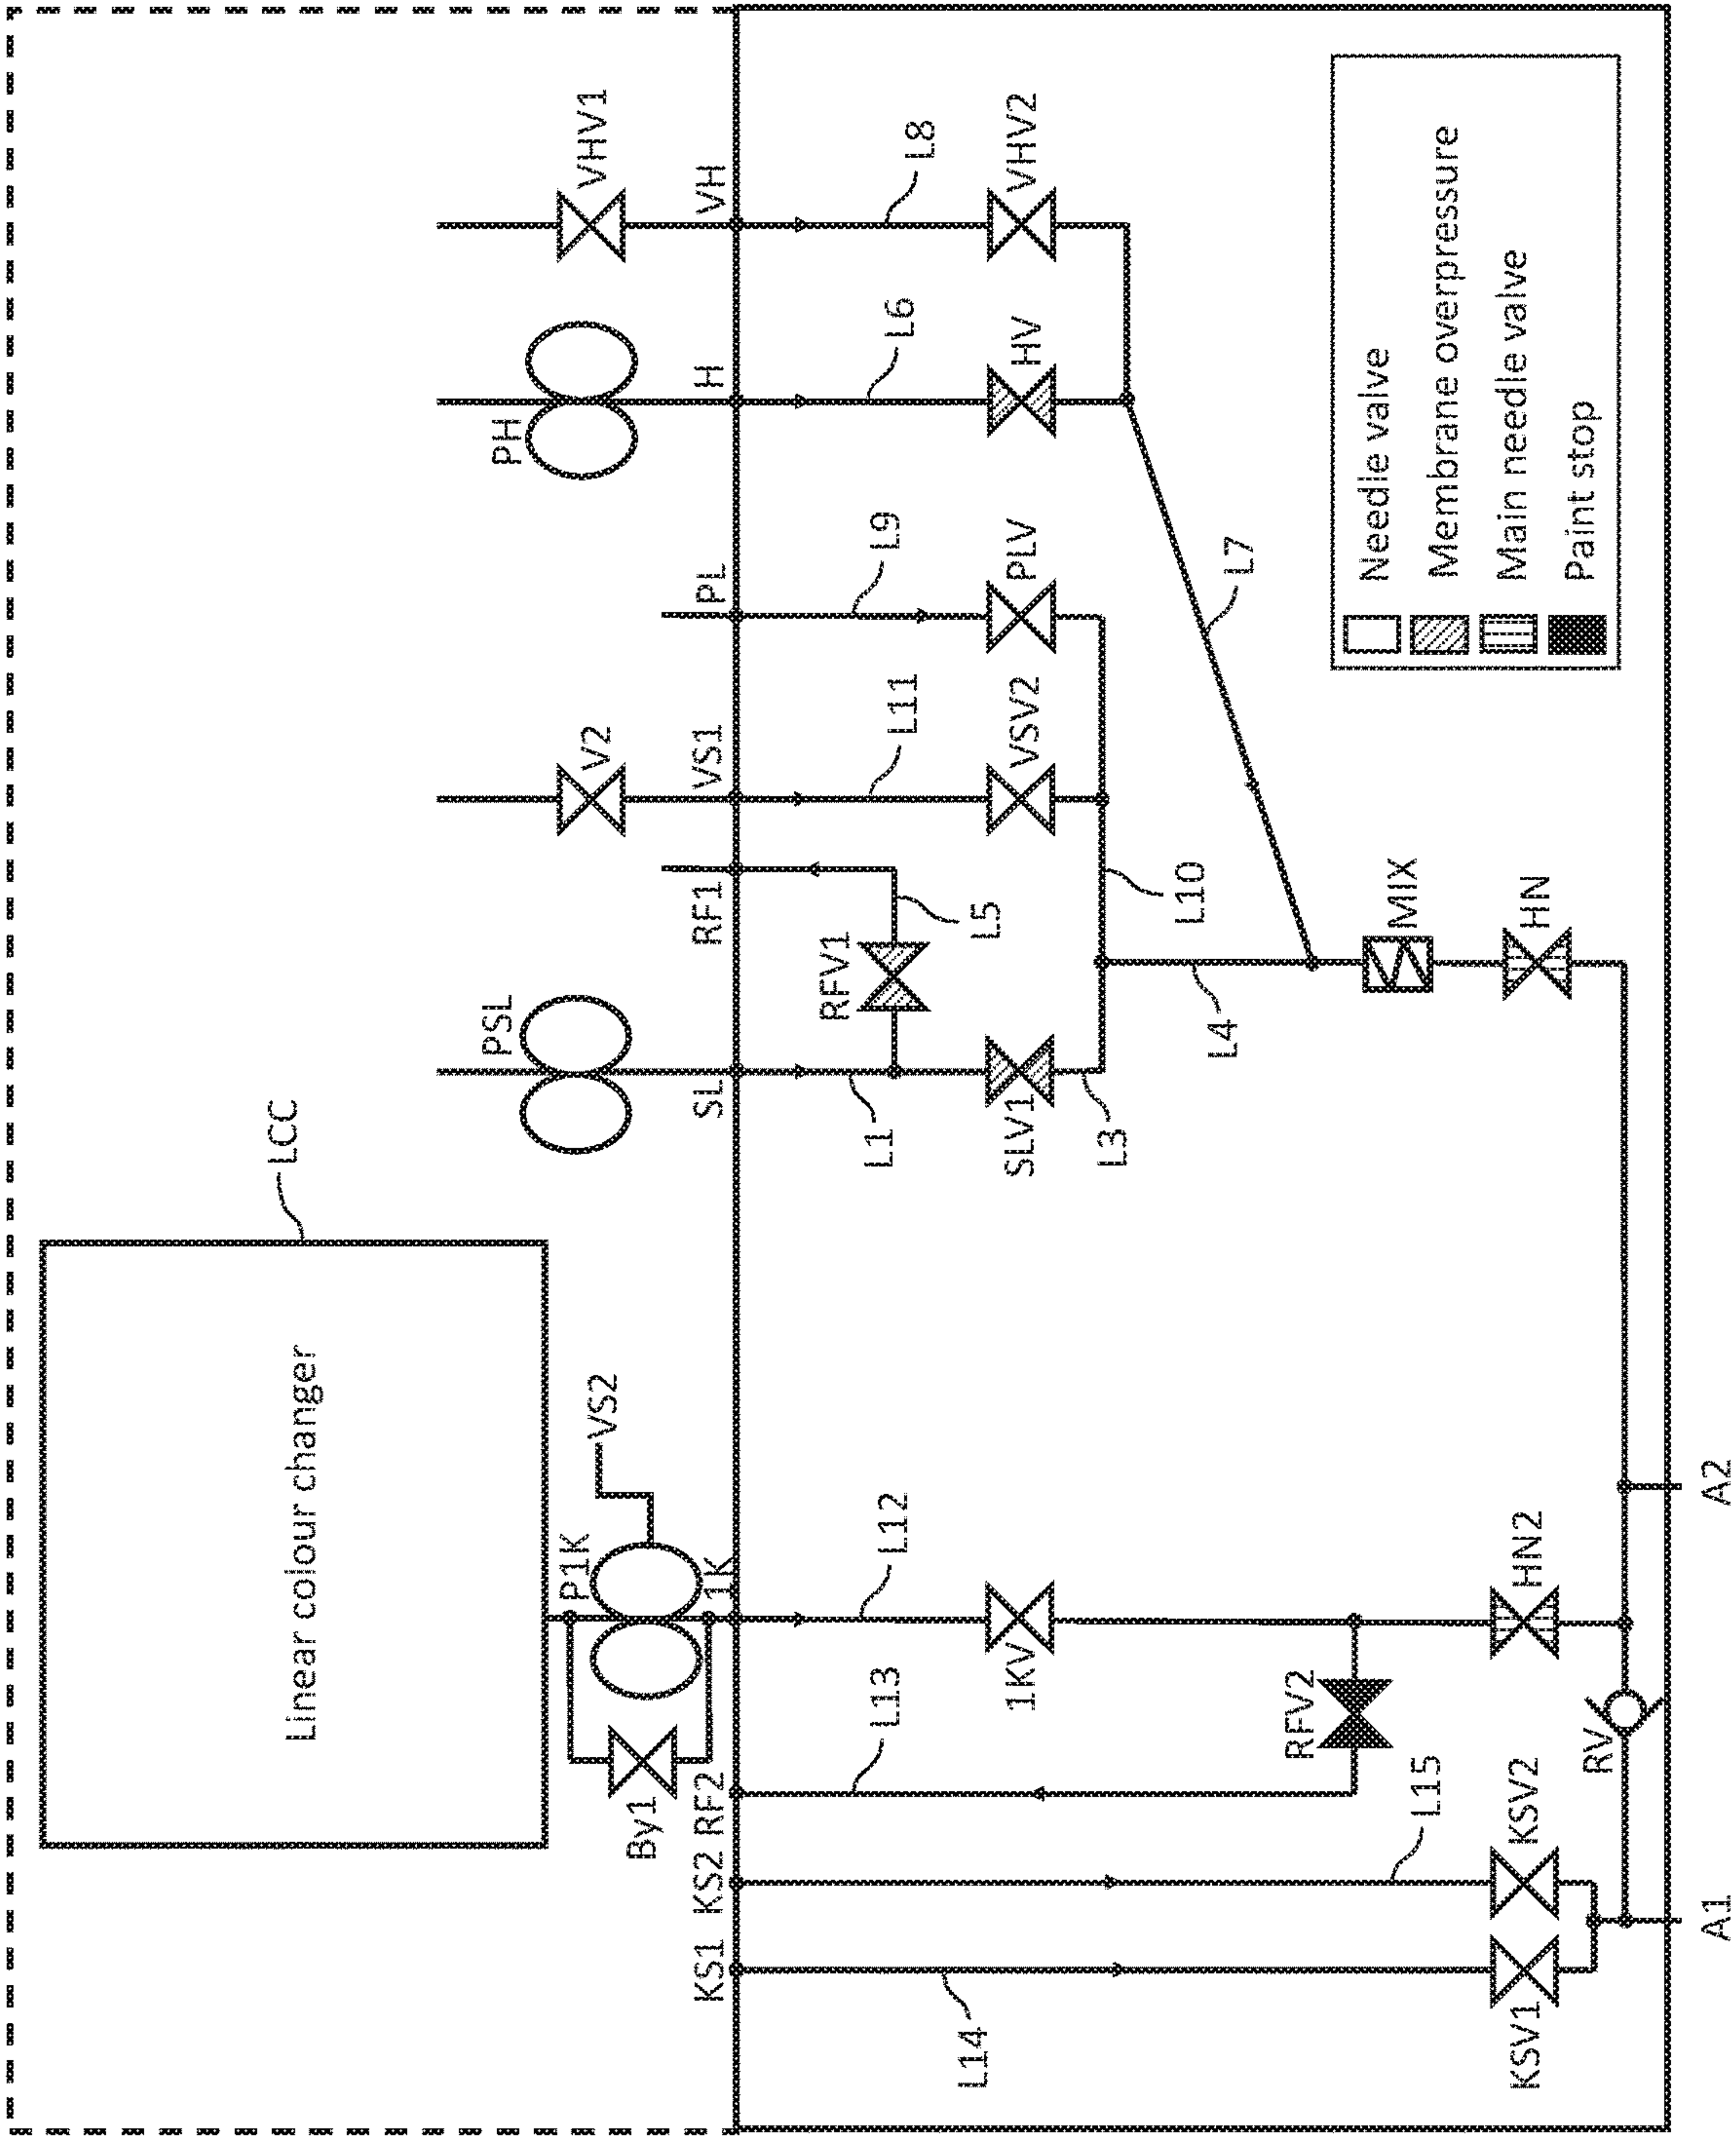 Linear colour changer
LCC
VS2
P1K
1K
By1
PSL
V2
PH
VHV1
KS1
KS2
RF2
SL
RF1
VS1
PL
H
VH
L14
L13
L12
L1
L5
L11
L9
L6
L8
RFV1
1KV
SLV1
VSV2
PLV
HV
VHV2
L3
L10
L4
L7
RFV2
L15
MIX
KSV1
KSV2
HN2
HN
RV
A1
A2
Needle valve
Membrane overpressure
Main needle valve
Paint stop